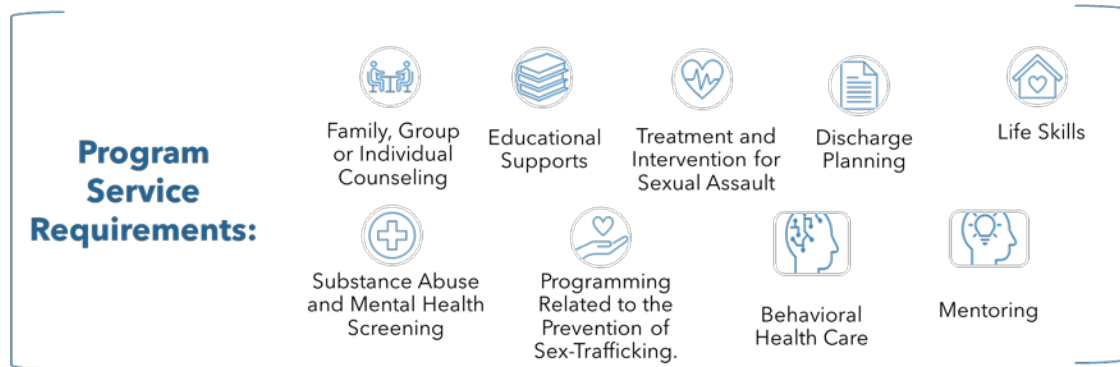 Program
Service
Requirements:
Family, Group
or Individual
Counseling
Educational
Supports
Treatment and
Intervention for
Sexual Assault
Discharge
Planning
Life Skills
Substance Abuse
and Mental Health
Screening
Programming
Related to the
Prevention of
Sex-Trafficking.
Behavioral
Health Care
Mentoring